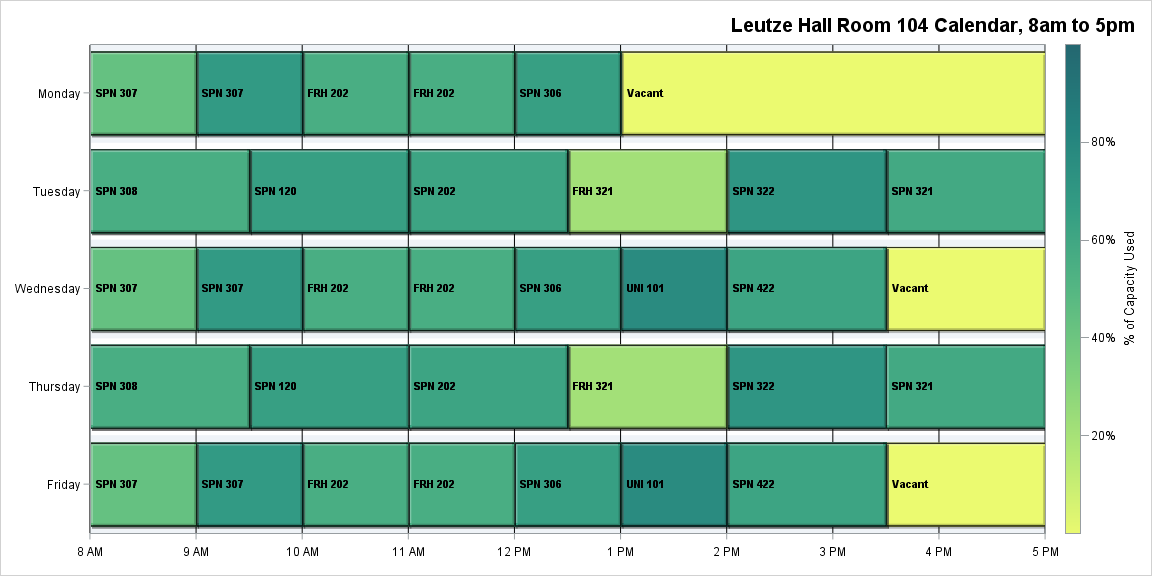 Leutze Hall Room 104 Calendar, 8am to 5pm
Monday SPN 307 SPN 307 FRH 202 FRH 202 SPN 306 Vacant
Tuesday SPN 308 SPN 120 SPN 202 FRH 321 SPN 322 SPN 321
Wednesday SPN 307 SPN 307 FRH 202 FRH 202 SPN 306 UNI 101 SPN 422 Vacant
Thursday SPN 308 SPN 120 SPN 202 FRH 321 SPN 322 SPN 321
Friday SPN 307 SPN 307 FRH 202 FRH 202 SPN 306 UNI 101 SPN 422 Vacant
8 AM 9 AM 10 AM 11 AM 12 PM 1 PM 2 PM 3 PM 4 PM 5 PM
80%
60%
40%
20%
% of Capacity Used